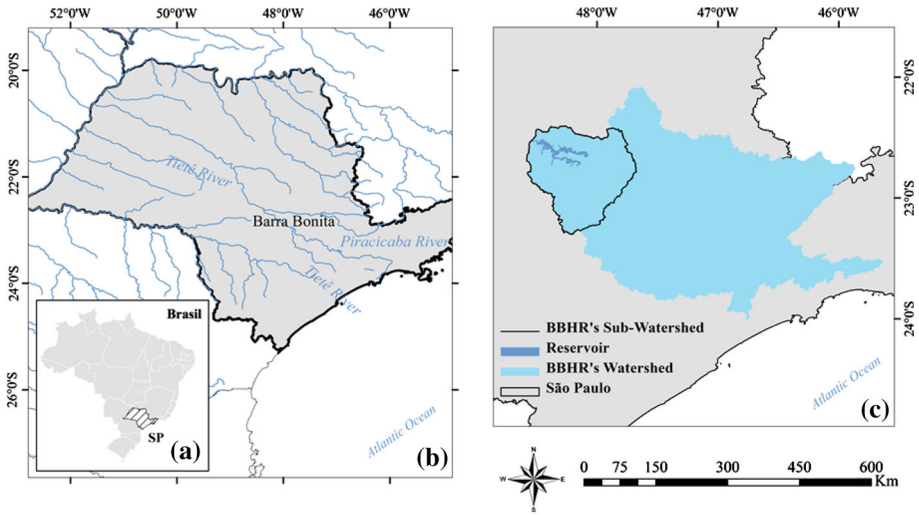 52°0'W 50°0'W 48°0'W 46°0'W
20°0'S
22°0'S
24°0'S
26°0'S
Tietê River
Barra Bonita
Piracicaba River
Tietê River
Atlantic Ocean
Brasil
SP
(a)
(b)
48°0'W 47°0'W 46°0'W
22°0'S
23°0'S
24°0'S
BBHR's Sub-Watershed
Reservoir
BBHR's Watershed
São Paulo
Atlantic Ocean
(c)
N
W E
S
0 75 150 300 450 600
Km